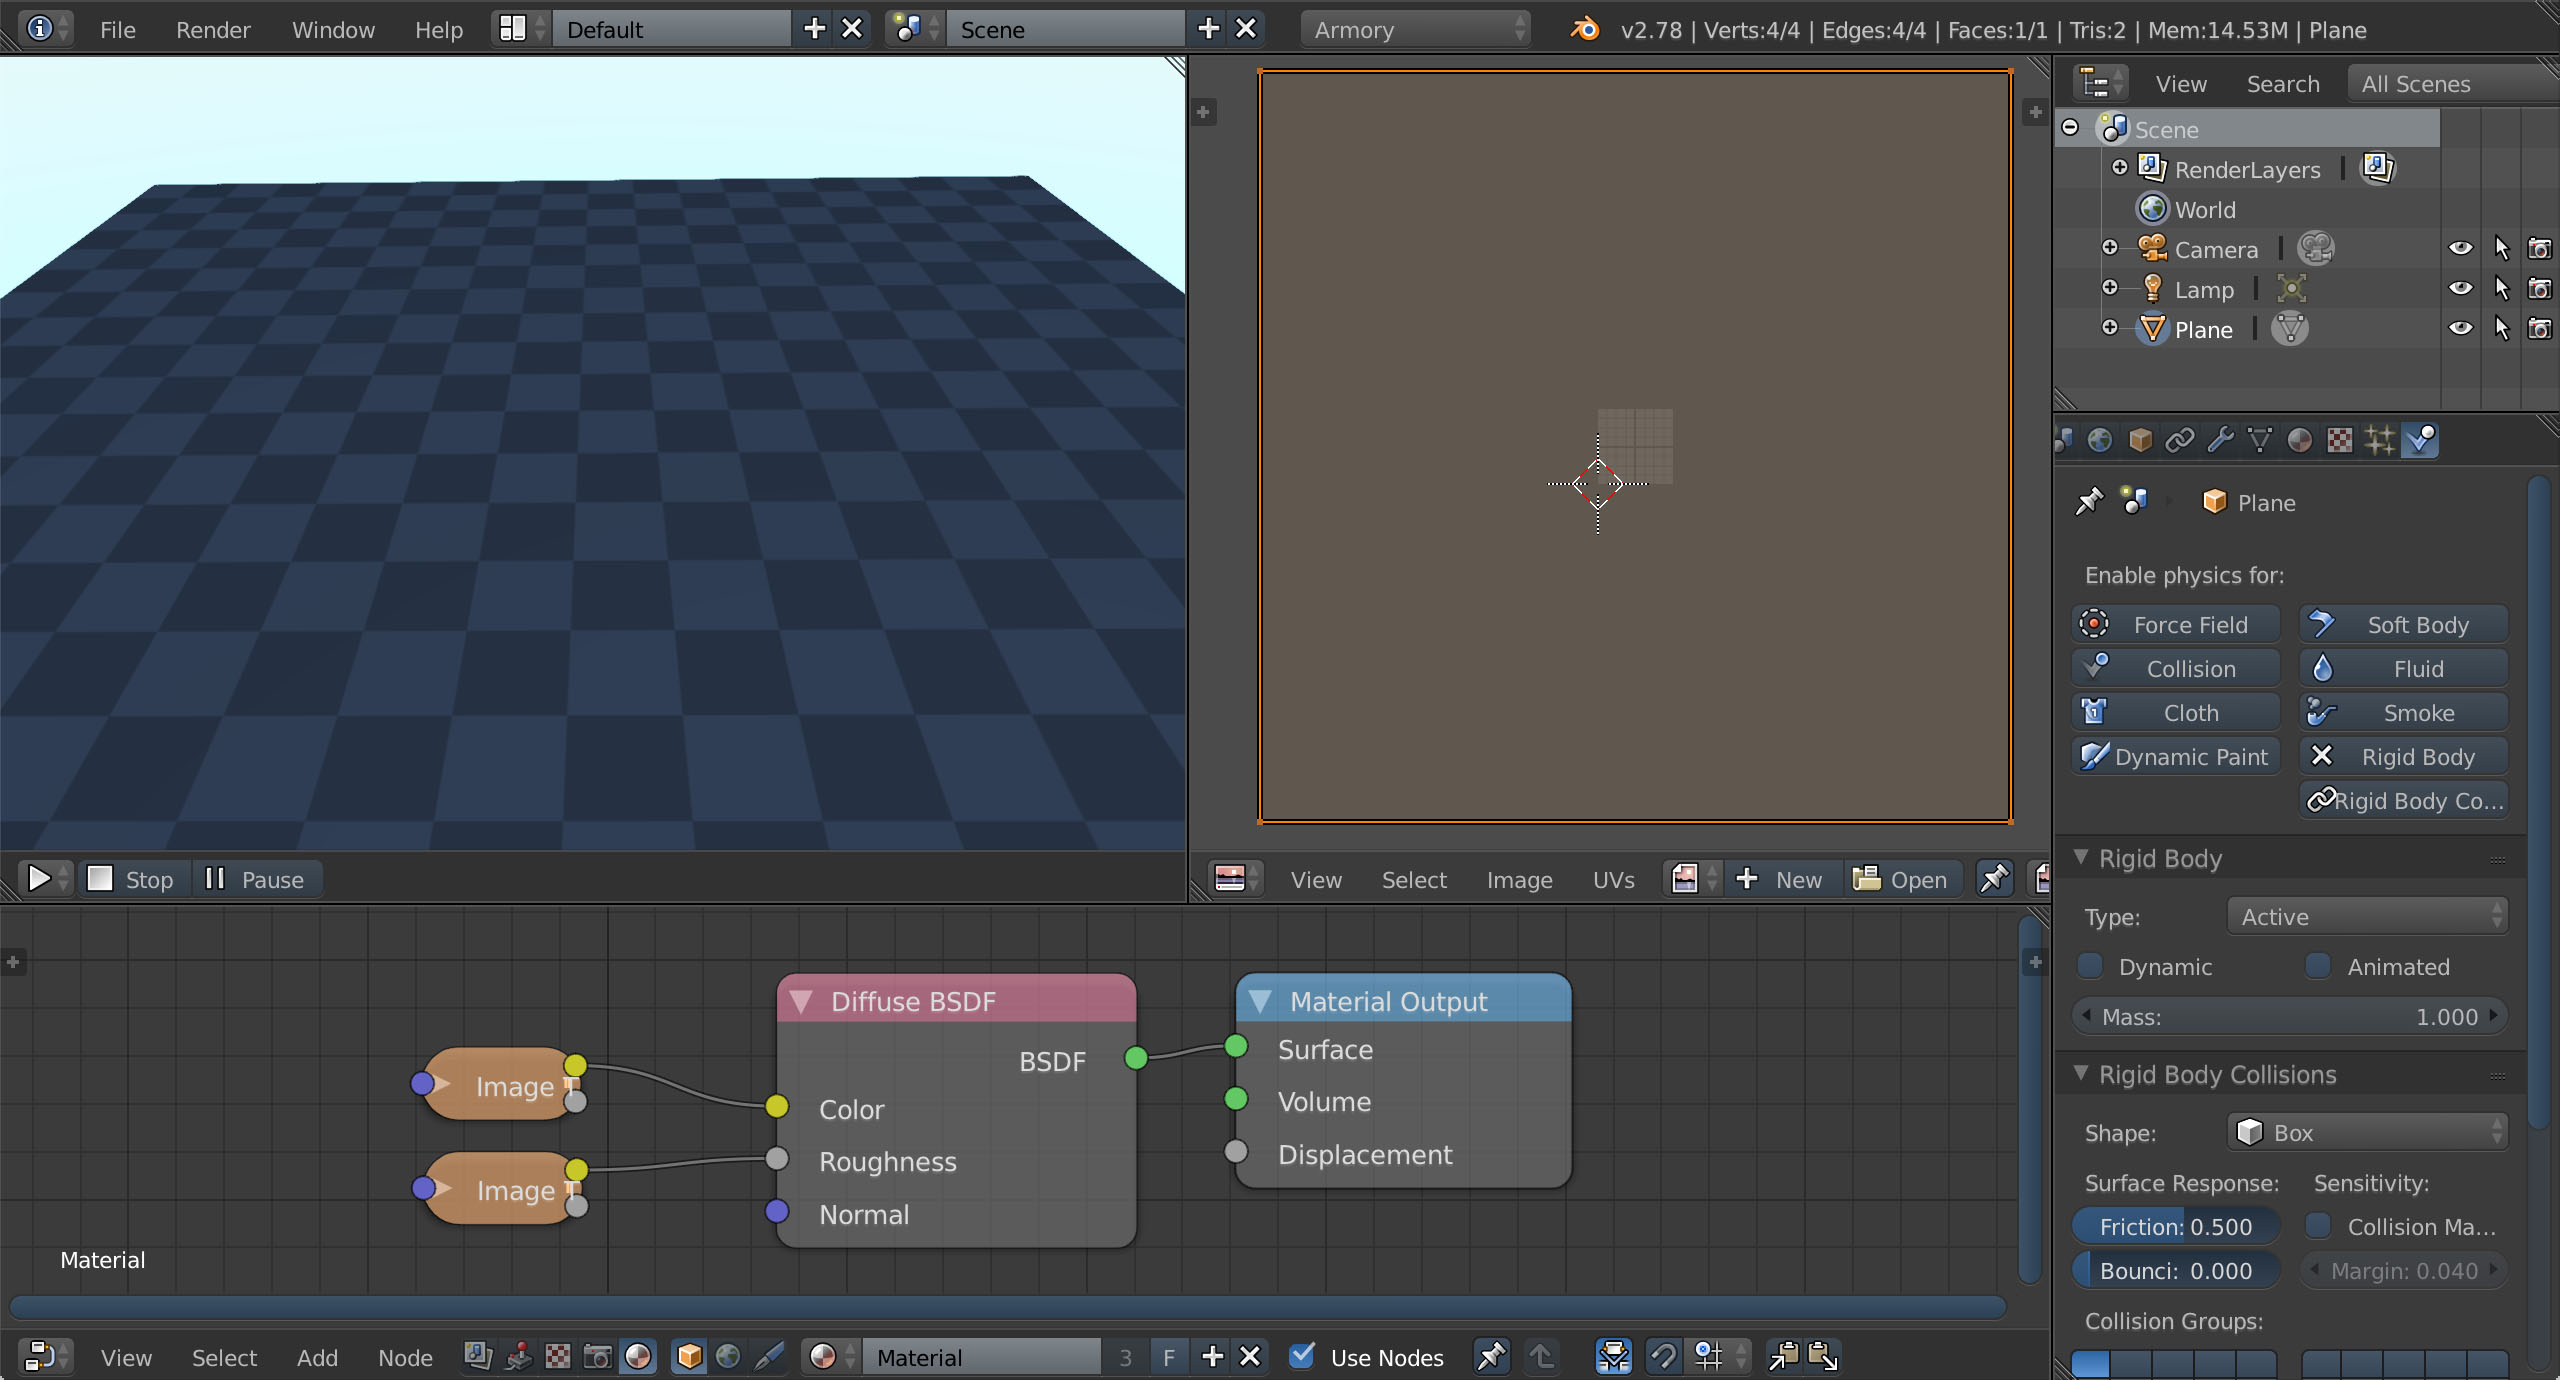 File Render Window Help Default Scene Armory v2.78 | Verts:4/4 | Edges:4/4 | Faces:1/1 | Tris:2 | Mem:14.53M | Plane
View Search All Scenes
Scene
RenderLayers
World
Camera
Lamp
Plane
Plane
Enable physics for:
Force Field Soft Body
Collision Fluid
Cloth Smoke
Dynamic Paint Rigid Body
Rigid Body Co...
Rigid Body
Type: Active
Dynamic Animated
Mass: 1.000
Rigid Body Collisions
Shape: Box
Surface Response: Sensitivity:
Friction: 0.500 Collision Ma...
Bounci: 0.000 Margin: 0.040
Collision Groups:
Stop Pause
View Select Image UVs New Open
Diffuse BSDF
BSDF
Color
Roughness
Normal
Material Output
Surface
Volume
Displacement
Image T
Image T
Material
View Select Add Node Material 3 F Use Nodes